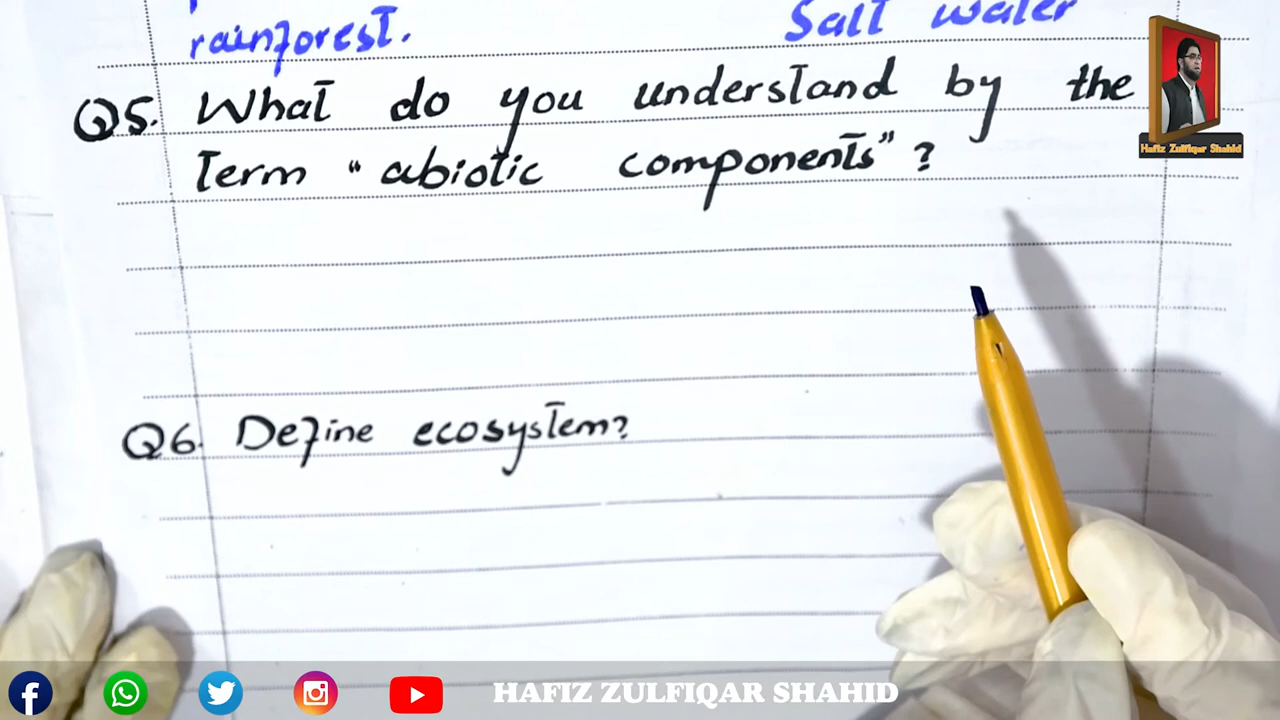 rainforest.
Salt water
Q5. What do you understand by the
term "abiotic components"?
Q6. Define ecosystem?
Hafiz Zulfiqar Shahid
HAFIZ ZULFIQAR SHAHID